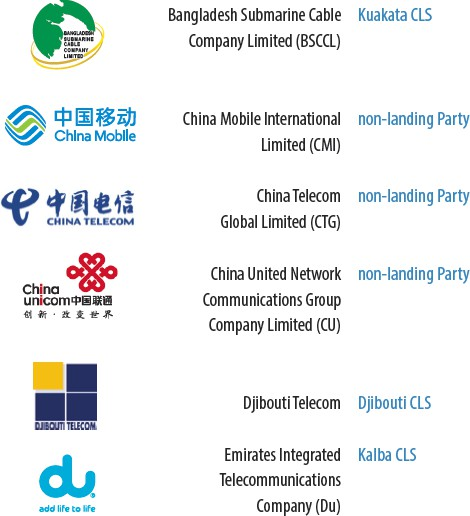 BANGLADESH
SUBMARINE
CABLE
COMPANY
LIMITED
Bangladesh Submarine Cable
Company Limited (BSCCL)
Kuakata CLS
中国移动
China Mobile
China Mobile International
Limited (CMI)
non-landing Party
中国电信
CHINA TELECOM
China Telecom
Global Limited (CTG)
non-landing Party
China
unicom中国联通
创新·改变世界
China United Network
Communications Group
Company Limited (CU)
non-landing Party
DJIBOUTI TELECOM
Djibouti Telecom
Djibouti CLS
du
add life to life
Emirates Integrated
Telecommunications
Company (Du)
Kalba CLS